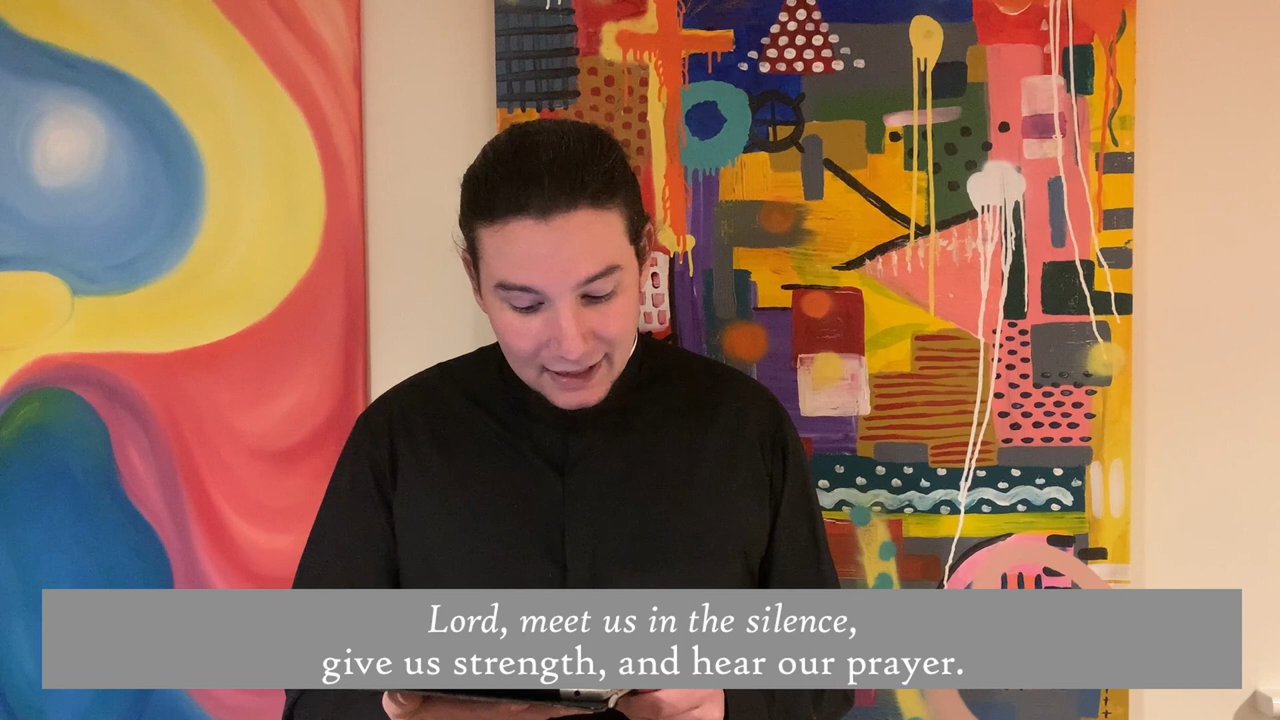 Lord, meet us in the silence,
give us strength, and hear our prayer.